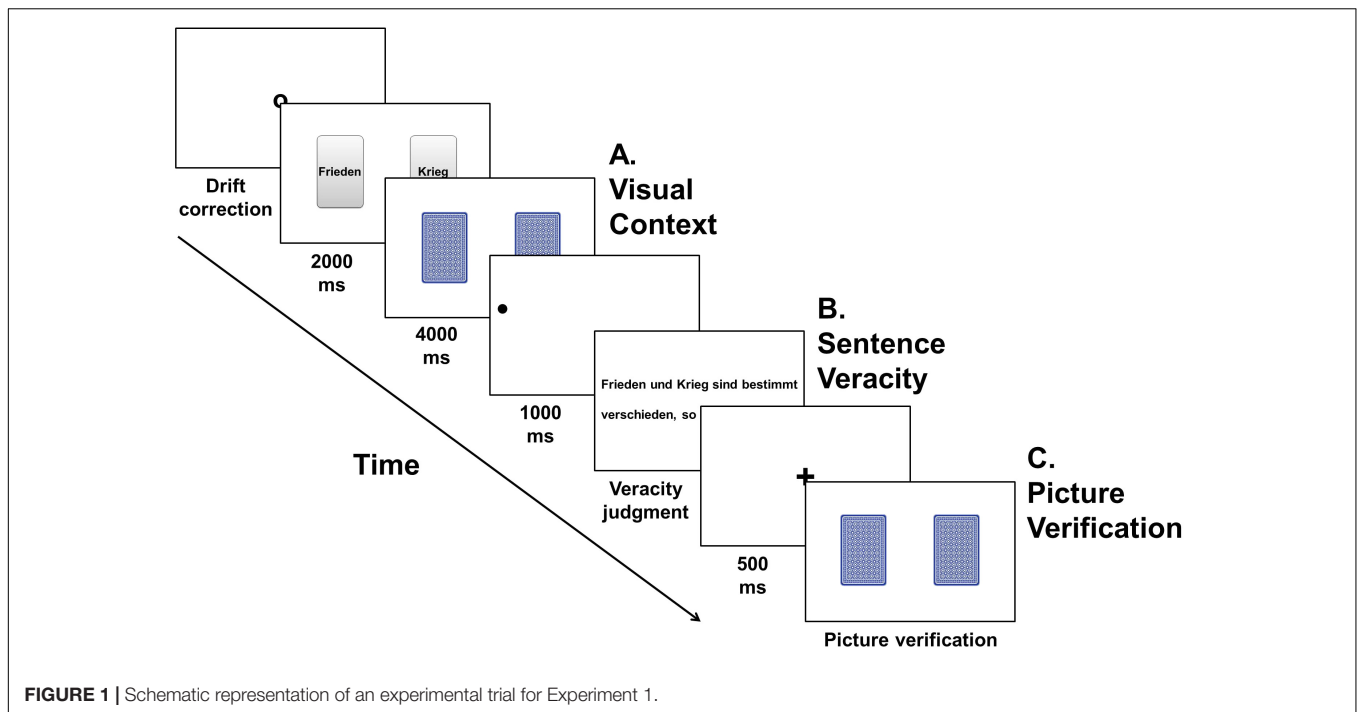 Drift
correction
Frieden
Krieg
2000
ms
A.
Visual
Context
4000
ms
1000
ms
Frieden und Krieg sind bestimmt
verschieden, so
B.
Sentence
Veracity
Veracity
judgment
Time
500
ms
C.
Picture
Verification
Picture verification
FIGURE 1 | Schematic representation of an experimental trial for Experiment 1.